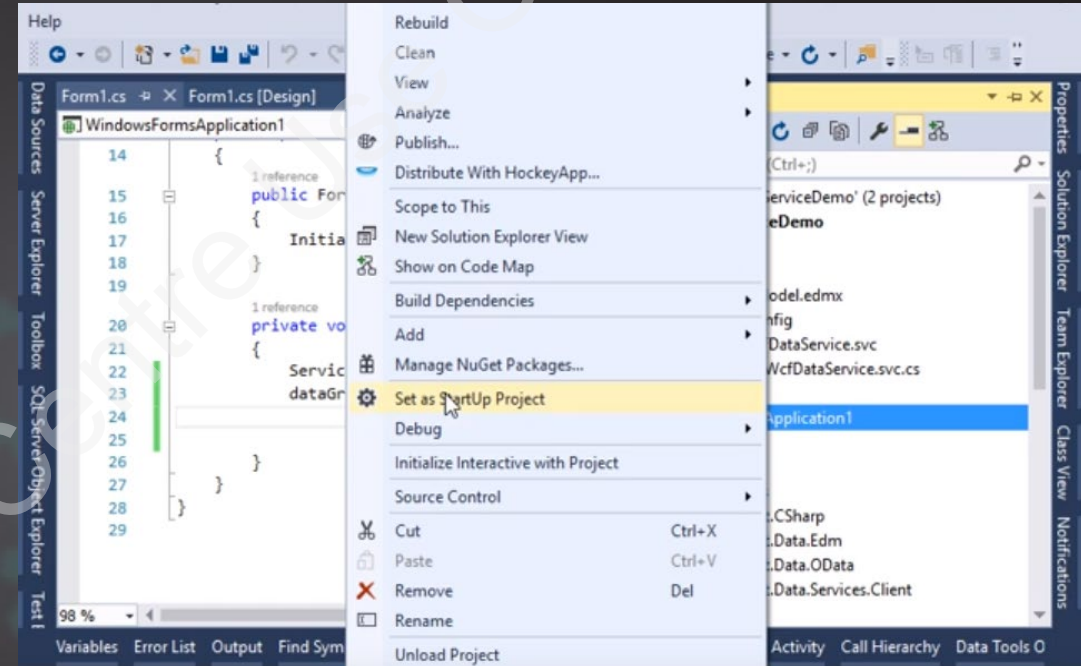 Help
Form1.cs Form1.cs [Design]
WindowsFormsApplication1
14 {
1 reference
15 public For
16 {
17 Initia
18 }
19
1 reference
20 private vo
21 {
22 Servic
23 dataGr
24
25
26 }
27 }
28 }
29
98 %
Variables Error List Output Find Sym
Data Sources
Server Explorer
Toolbox
SQL Server Object Explorer
Test E
Rebuild
Clean
View
Analyze
Publish...
Distribute With HockeyApp...
Scope to This
New Solution Explorer View
Show on Code Map
Build Dependencies
Add
Manage NuGet Packages...
Set as StartUp Project
Debug
Initialize Interactive with Project
Source Control
Cut Ctrl+X
Paste Ctrl+V
Remove Del
Rename
Unload Project
(Ctrl+;)
erviceDemo' (2 projects)
eDemo
odel.edmx
nfig
DataService.svc
WcfDataService.svc.cs
Application1
.CSharp
.Data.Edm
.Data.OData
.Data.Services.Client
Activity Call Hierarchy Data Tools O
Properties
Solution Explorer
Team Explorer
Class View
Notifications
Centre Us